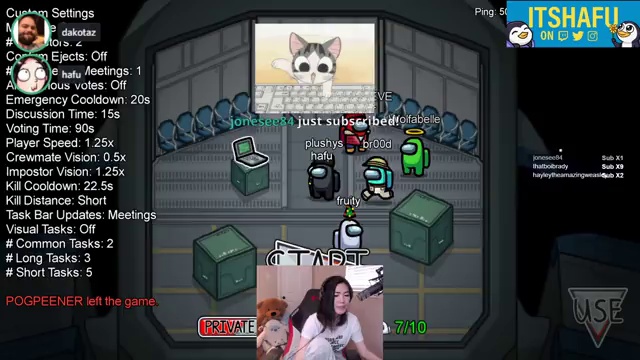 Custom Settings
dakotaz
Confirm Ejects: Off
hafu
Meetings: 1
Votes: Off
Emergency Cooldown: 20s
Discussion Time: 15s
Voting Time: 90s
Player Speed: 1.25x
Crewmate Vision: 0.5x
Impostor Vision: 1.25x
Kill Cooldown: 22.5s
Kill Distance: Short
Task Bar Updates: Meetings
Visual Tasks: Off
# Common Tasks: 2
# Long Tasks: 3
# Short Tasks: 5
POGPEENER left the game.
Ping: 50
ITSHAFU
ON
jonesee84 just subscribed!
plushys
br00d
hafu
fruity
START
PRIVATE
7/10
jonesee84 Sub X1
thatboibrady Sub X9
hayleytheamazingweasle Sub X2
USE